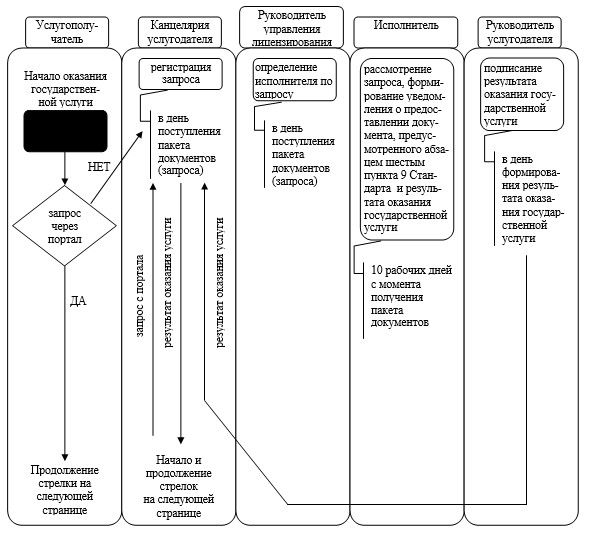 Услугополу-
чатель
Канцелярия
услугодателя
Руководитель
управления
лицензирования
Исполнитель
Руководитель
услугодателя
Начало оказания
государствен-
ной услуги
НЕТ
запрос
через
портал
ДА
Продолжение
стрелки на
следующей
странице
регистрация
запроса
в день
поступления
пакета
документов
(запроса)
запрос с портала
результат оказания услуги
результат оказания услуги
Начало и
продолжение
стрелок
на следующей
странице
определение
исполнителя по
запросу
в день
поступления
пакета
документов
(запроса)
рассмотрение
запроса, форми-
рование уведом-
ления о предос-
тавлении доку-
мента, предус-
мотренного абза-
цем шестым
пункта 9 Стан-
дарта и резуль-
тата оказания
государственной
услуги
10 рабочих дней
с момента
получения
пакета
документов
подписание
результата
оказания госу-
дарственной
услуги
в день
формирова-
ния резуль-
тата оказа-
ния государ-
ственной
услуги